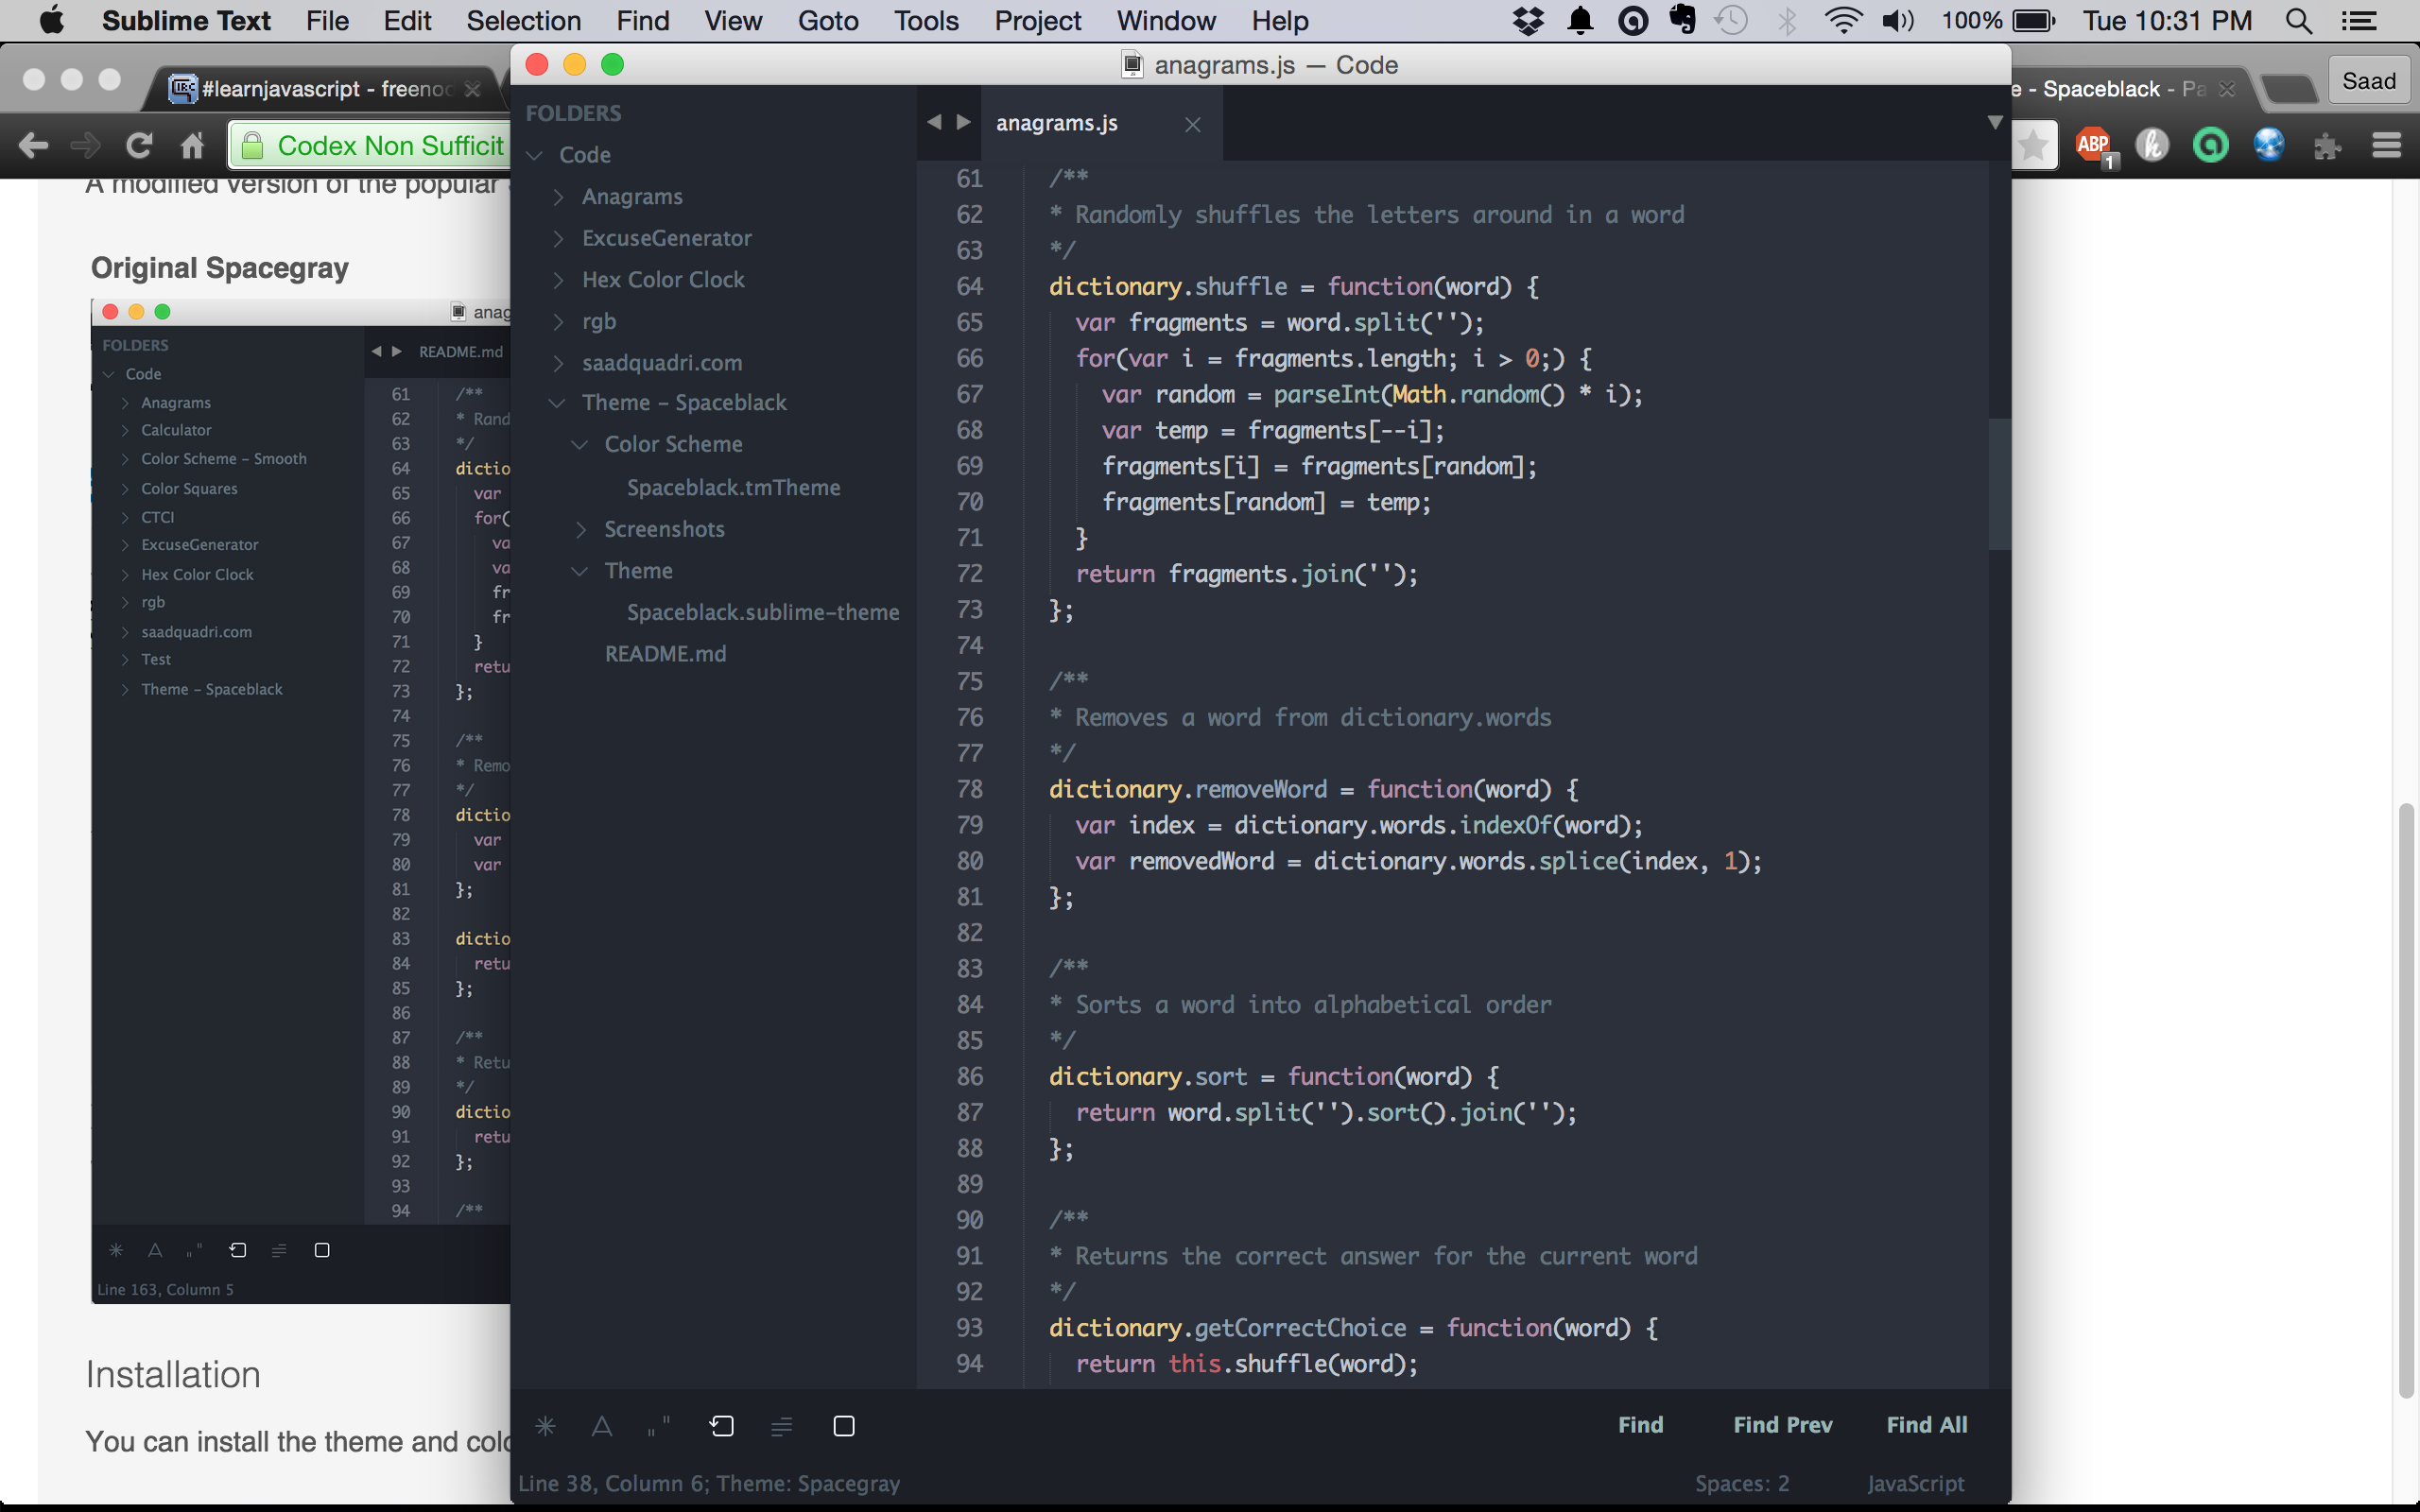 Sublime Text File Edit Selection Find View Goto Tools Project Window Help 100% Tue 10:31 PM
#learnjavascript - freenoc
e - Spaceblack - Pa
Saad
Codex Non Sufficit
ABP 1
A modified version of the popular
Original Spacegray
anag
FOLDERS
README.md
Code
Anagrams
Calculator
Color Scheme - Smooth
Color Squares
CTCI
ExcuseGenerator
Hex Color Clock
rgb
saadquadri.com
Test
Theme - Spaceblack
61 /**
62 * Rand
63 */
64 dictio
65 var
66 for(
67 va
68 va
69 fr
70 fr
71 }
72 retu
73 };
74
75 /**
76 * Remo
77 */
78 dictio
79 var
80 var
81 };
82
83 dictio
84 retu
85 };
86
87 /**
88 * Retu
89 */
90 dictio
91 retu
92 };
93
94 /**
Line 163, Column 5
Installation
You can install the theme and colo
anagrams.js — Code
FOLDERS
Code
Anagrams
ExcuseGenerator
Hex Color Clock
rgb
saadquadri.com
Theme - Spaceblack
Color Scheme
Spaceblack.tmTheme
Screenshots
Theme
Spaceblack.sublime-theme
README.md
anagrams.js
61 /**
62 * Randomly shuffles the letters around in a word
63 */
64 dictionary.shuffle = function(word) {
65 var fragments = word.split('');
66 for(var i = fragments.length; i > 0;) {
67 var random = parseInt(Math.random() * i);
68 var temp = fragments[--i];
69 fragments[i] = fragments[random];
70 fragments[random] = temp;
71 }
72 return fragments.join('');
73 };
74
75 /**
76 * Removes a word from dictionary.words
77 */
78 dictionary.removeWord = function(word) {
79 var index = dictionary.words.indexOf(word);
80 var removedWord = dictionary.words.splice(index, 1);
81 };
82
83 /**
84 * Sorts a word into alphabetical order
85 */
86 dictionary.sort = function(word) {
87 return word.split('').sort().join('');
88 };
89
90 /**
91 * Returns the correct answer for the current word
92 */
93 dictionary.getCorrectChoice = function(word) {
94 return this.shuffle(word);
Find Find Prev Find All
Line 38, Column 6; Theme: Spacegray Spaces: 2 JavaScript